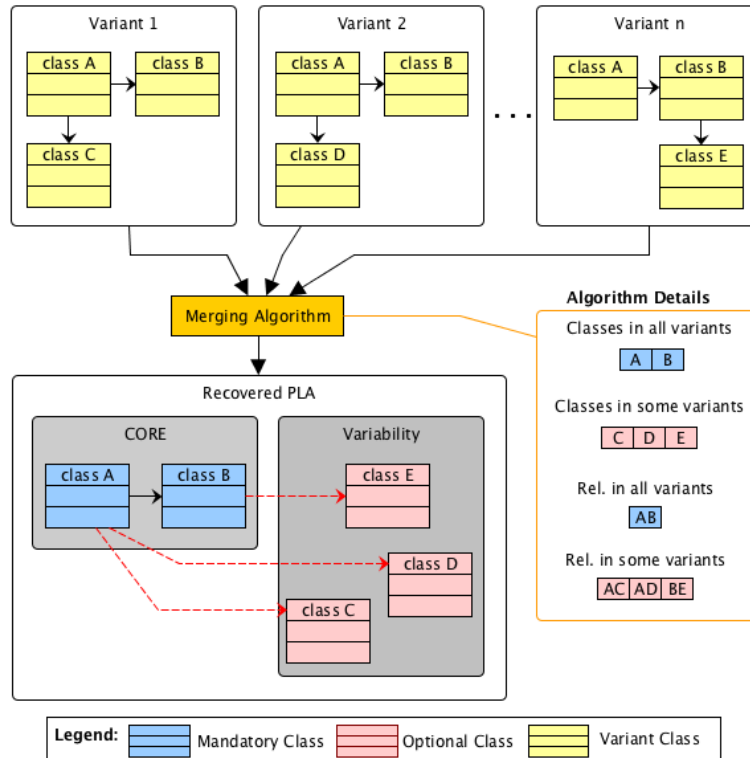 Variant 1
class A
class B
class C
Variant 2
class A
class B
class D
. . .
Variant n
class A
class B
class E
Merging Algorithm
Algorithm Details
Classes in all variants
A B
Classes in some variants
C D E
Rel. in all variants
AB
Rel. in some variants
AC AD BE
Recovered PLA
CORE
class A
class B
Variability
class E
class D
class C
Legend:
Mandatory Class
Optional Class
Variant Class